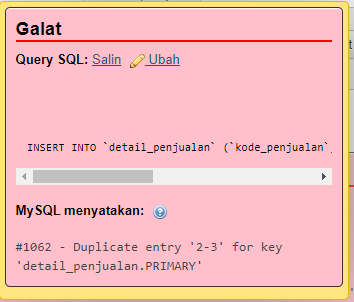 Galat
Query SQL: Salin Ubah
INSERT INTO `detail_penjualan` (`kode_penjualan`,
MySQL menyatakan:
#1062 - Duplicate entry '2-3' for key
'detail_penjualan.PRIMARY'